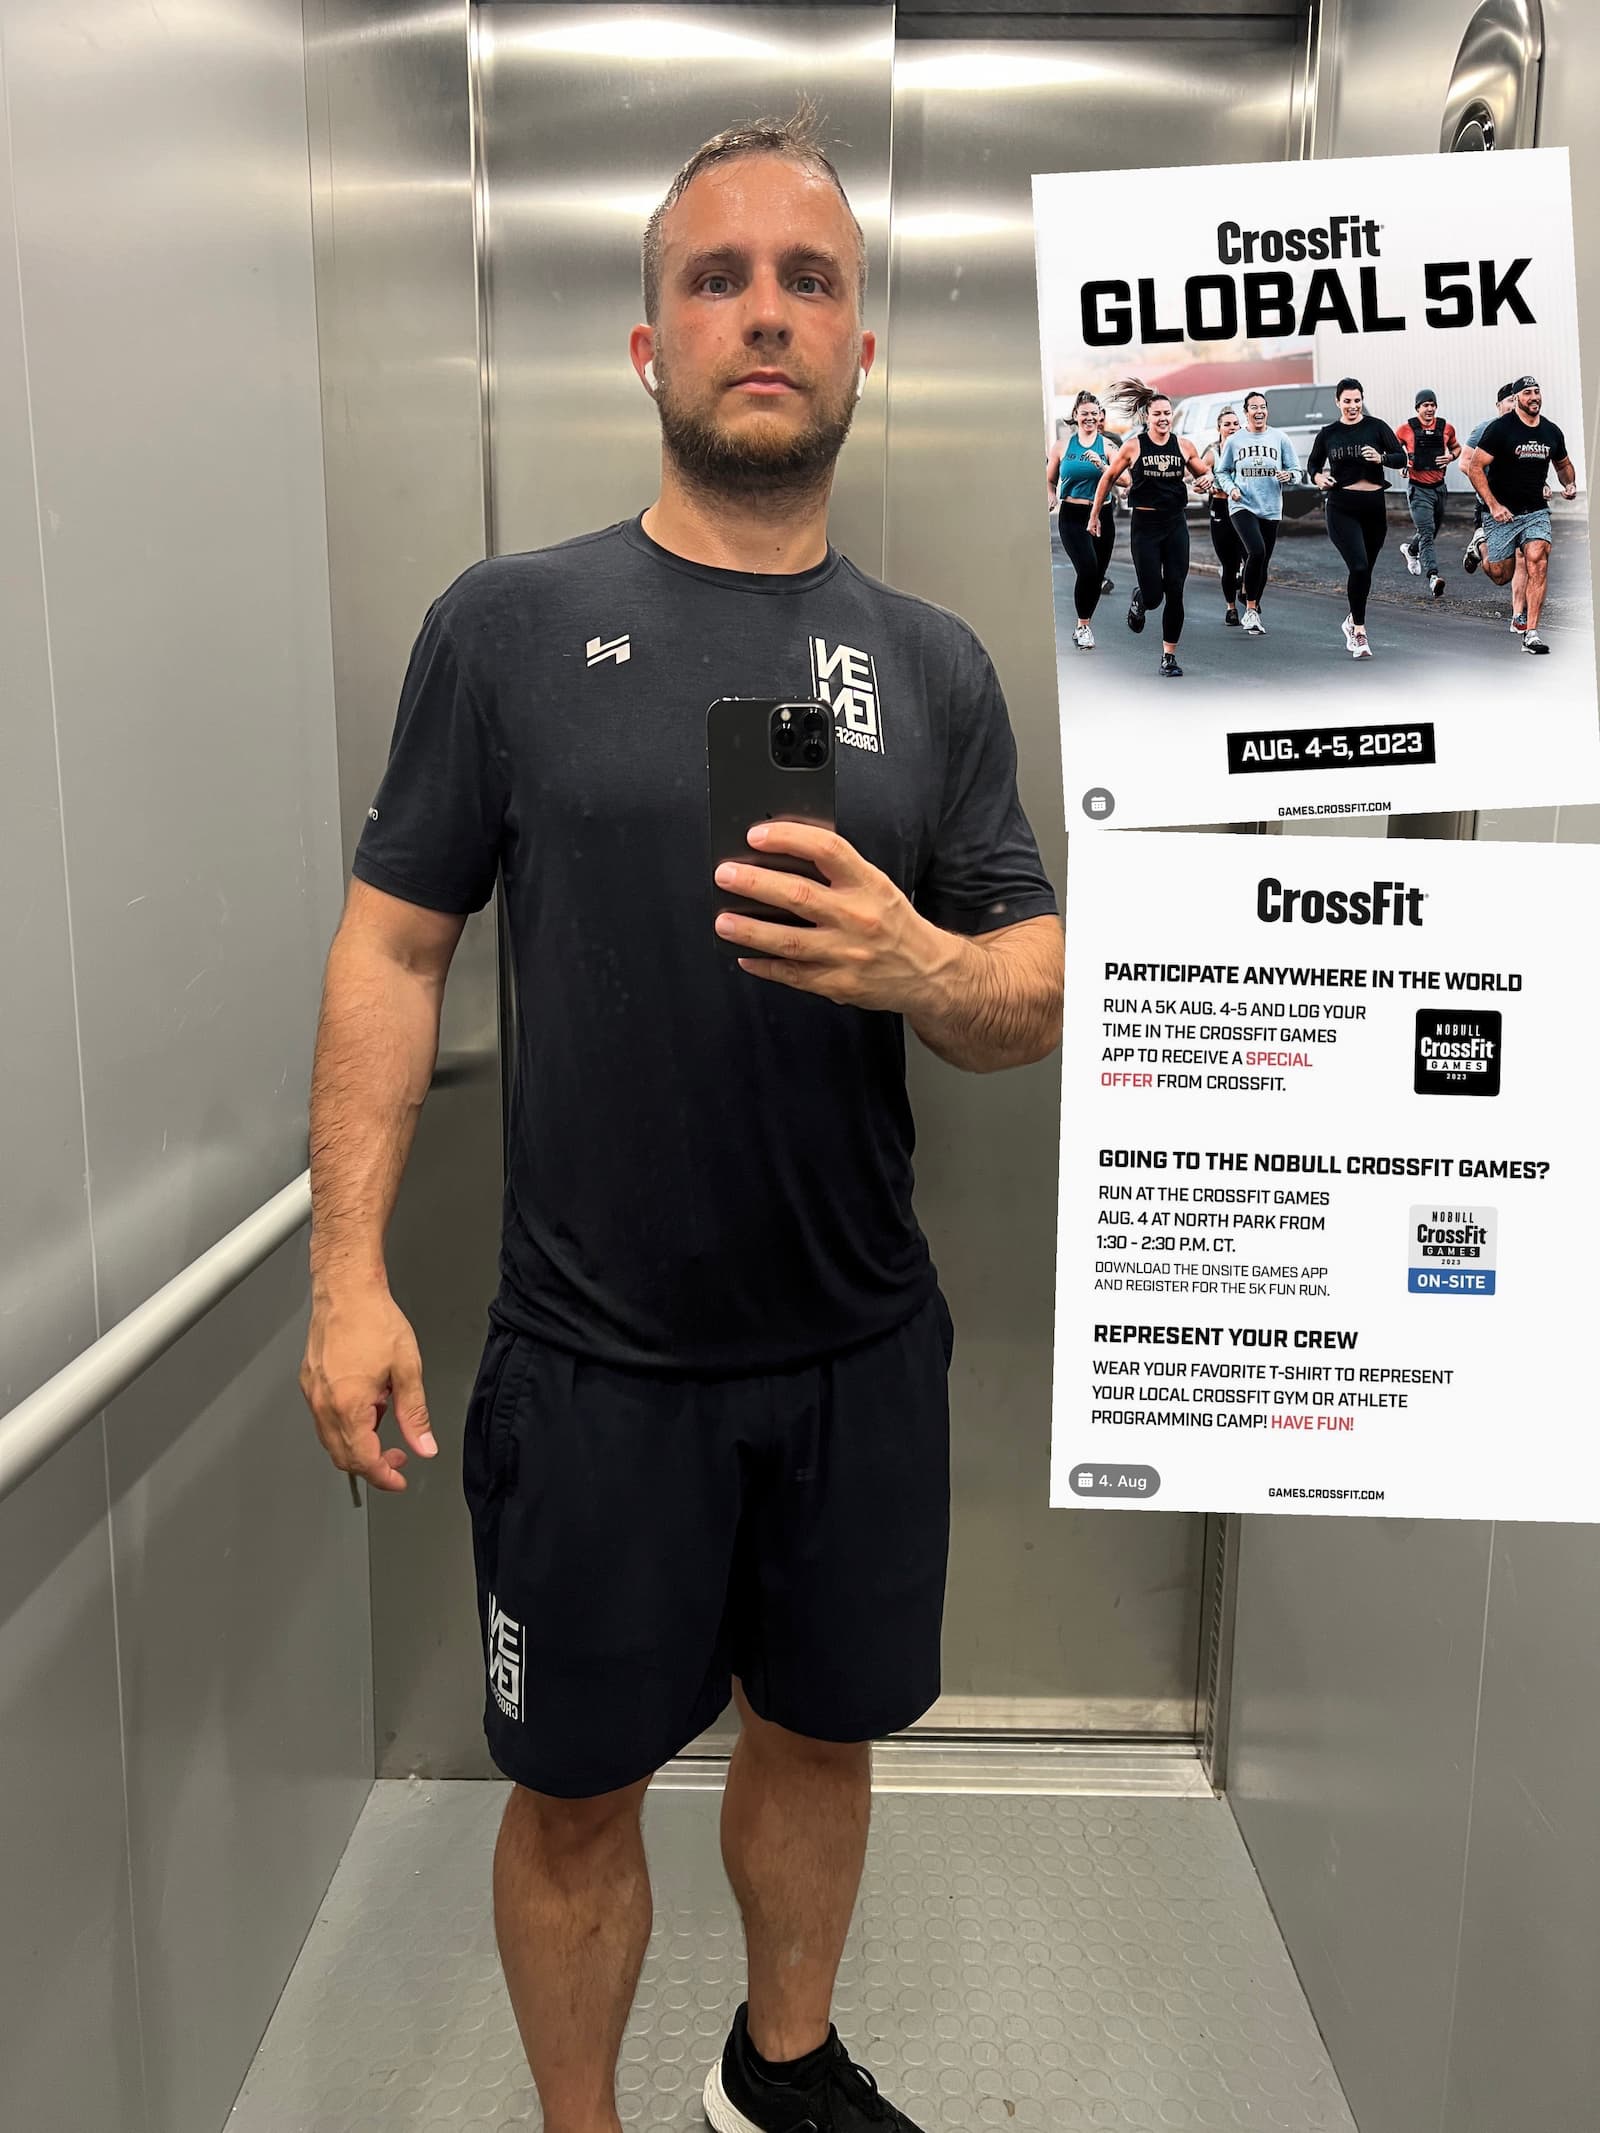 CrossFit
GLOBAL 5K
CROSSFIT
OHIO
BOBCATS
CROSSFIT
AUG. 4-5, 2023
GAMES.CROSSFIT.COM
CrossFit
PARTICIPATE ANYWHERE IN THE WORLD
RUN A 5K AUG. 4-5 AND LOG YOUR
TIME IN THE CROSSFIT GAMES
APP TO RECEIVE A SPECIAL
OFFER FROM CROSSFIT.
NOBULL
CrossFit
GAMES
2023
GOING TO THE NOBULL CROSSFIT GAMES?
RUN AT THE CROSSFIT GAMES
AUG. 4 AT NORTH PARK FROM
1:30 - 2:30 P.M. CT.
DOWNLOAD THE ONSITE GAMES APP
AND REGISTER FOR THE 5K FUN RUN.
NOBULL
CrossFit
GAMES
2023
ON-SITE
REPRESENT YOUR CREW
WEAR YOUR FAVORITE T-SHIRT TO REPRESENT
YOUR LOCAL CROSSFIT GYM OR ATHLETE
PROGRAMMING CAMP! HAVE FUN!
4. Aug
GAMES.CROSSFIT.COM